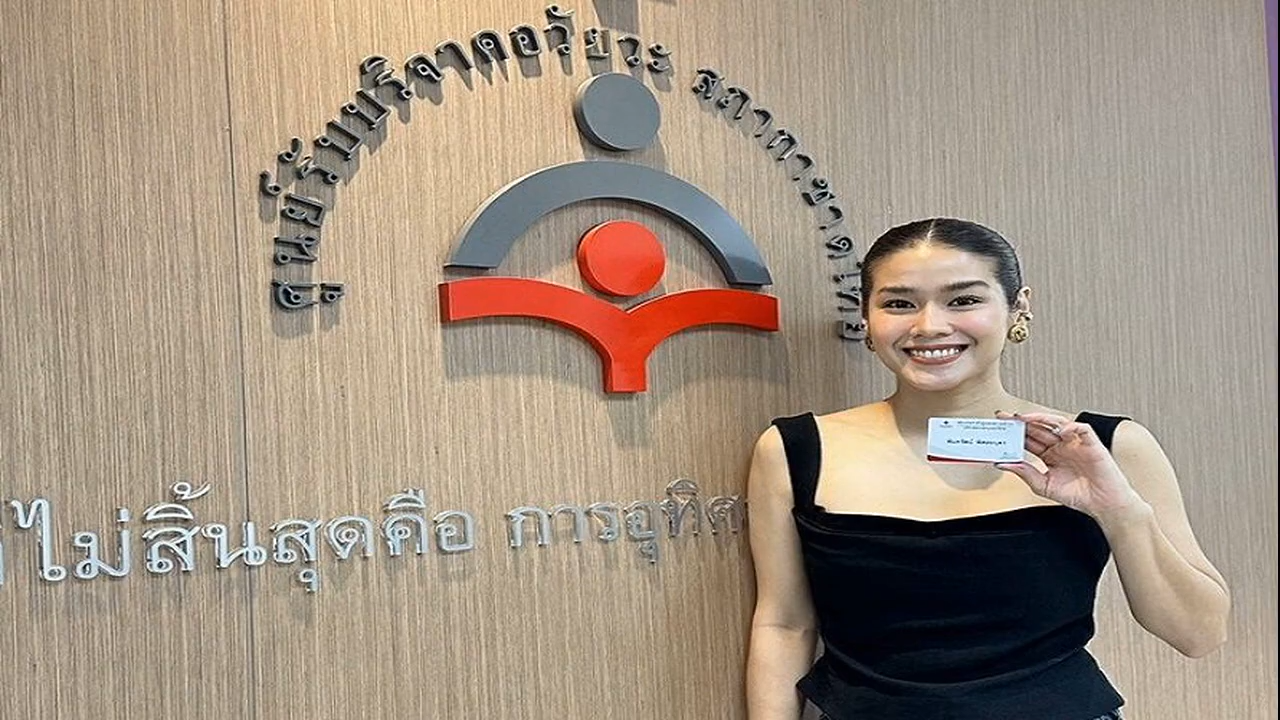 ศูนย์รับบริจาคอวัยวะ สภากาชาดไทย
ไม่สิ้นสุดคือ การอุทิศ